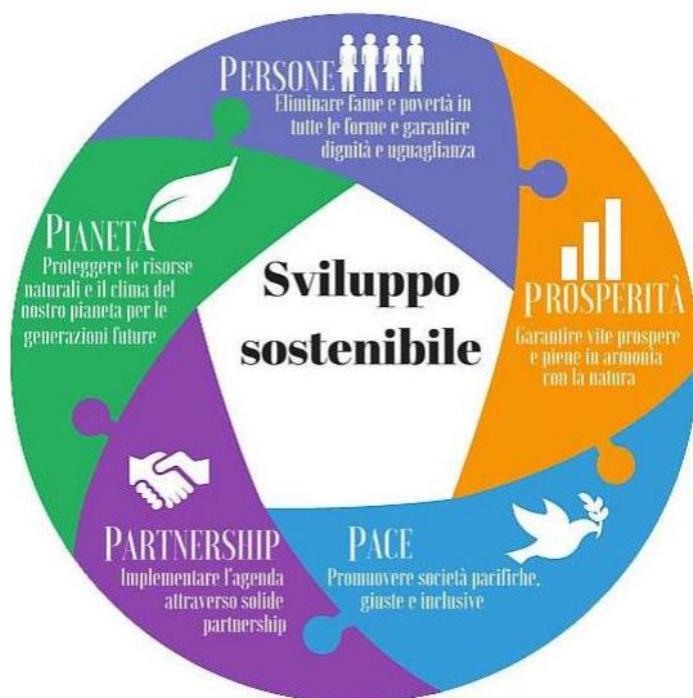 PERSONE
Eliminare fame e povertà in
tutte le forme e garantire
dignità e uguaglianza
PROSPERITÀ
Garantire vite prospere
e piene in armonia
con la natura
PACE
Promuovere società pacifiche,
giuste e inclusive
PARTNERSHIP
Implementare l'agenda
attraverso solide
partnership
PIANETA
Proteggere le risorse
naturali e il clima del
nostro pianeta per le
generazioni future
Sviluppo
sostenibile